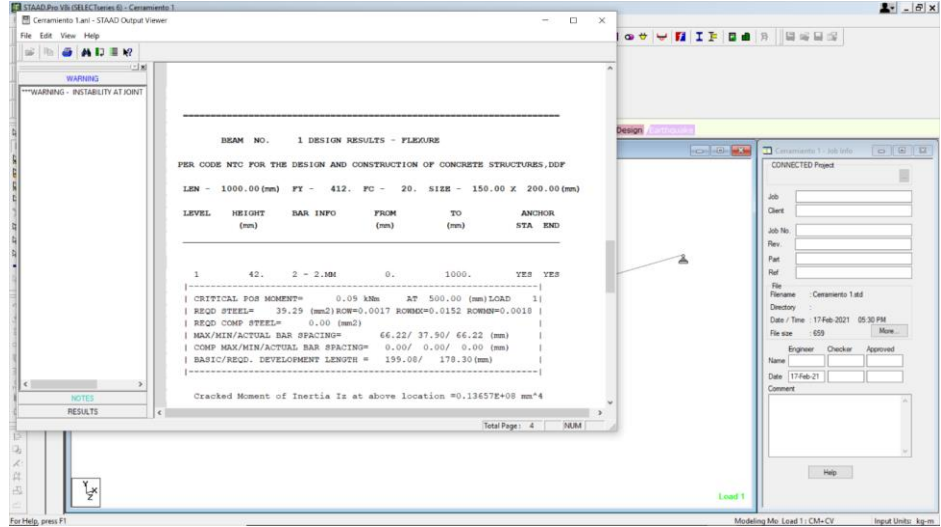 STAAD.Pro V8i (SELECTseries 6) - Cerramiento 1
Cerramiento 1.anl - STAAD Output Viewer
File Edit View Help
WARNING
***WARNING - INSTABILITY AT JOINT
NOTES
RESULTS
BEAM NO. 1 DESIGN RESULTS - FLEXURE
PER CODE NTC FOR THE DESIGN AND CONSTRUCTION OF CONCRETE STRUCTURES,DDF
LEN - 1000.00(mm) FY - 412. FC - 20. SIZE - 150.00 X 200.00(mm)
LEVEL HEIGHT BAR INFO FROM TO ANCHOR
(mm) (mm) (mm) STA END
1 42. 2 - 2.MM 0. 1000. YES YES
|----------------------------------------------------------------|
| CRITICAL POS MOMENT= 0.09 kNm AT 500.00 (mm)LOAD 1|
| REQD STEEL= 39.29 (mm2)ROW=0.0017 ROWMX=0.0152 ROWMN=0.0018 |
| REQD COMP STEEL= 0.00 (mm2)
| MAX/MIN/ACTUAL BAR SPACING= 66.22/ 37.90/ 66.22 (mm) |
| COMP MAX/MIN/ACTUAL BAR SPACING= 0.00/ 0.00/ 0.00 (mm) |
| BASIC/REQD. DEVELOPMENT LENGTH = 199.08/ 178.30(mm) |
|----------------------------------------------------------------|
Cracked Moment of Inertia Iz at above location =0.13657E+08 mm^4
Total Page : 4 NUM
Design Earthquake
Cerramiento 1 - Job Info
CONNECTED Project
Job
Client
Job No.
Rev.
Part
Ref
File
Filename : Cerramiento 1.std
Directory :
Date / Time : 17-Feb-2021 05:30 PM
File size : 659 More...
Engineer Checker Approved
Name
Date 17-Feb-21
Comment
Help
Y
X
Z
Load 1
For Help, press F1
Modeling Mo Load 1 : CM+CV Input Units: kg-m